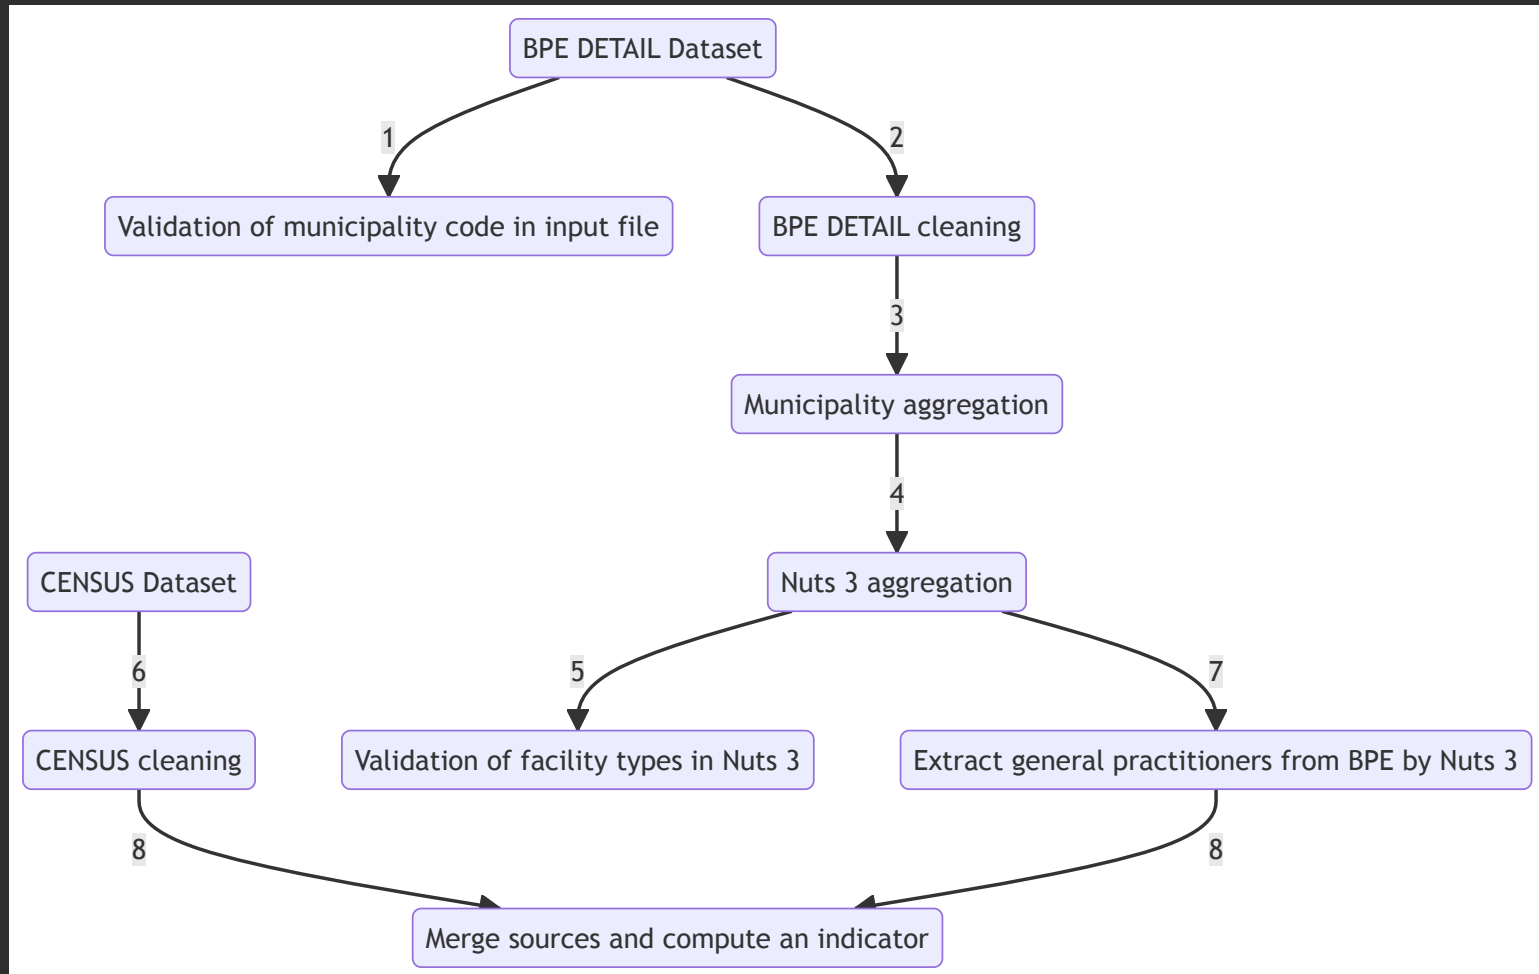 BPE DETAIL Dataset
1
2
Validation of municipality code in input file
BPE DETAIL cleaning
3
Municipality aggregation
4
CENSUS Dataset
Nuts 3 aggregation
6
5
7
CENSUS cleaning
Validation of facility types in Nuts 3
Extract general practitioners from BPE by Nuts 3
8
8
Merge sources and compute an indicator